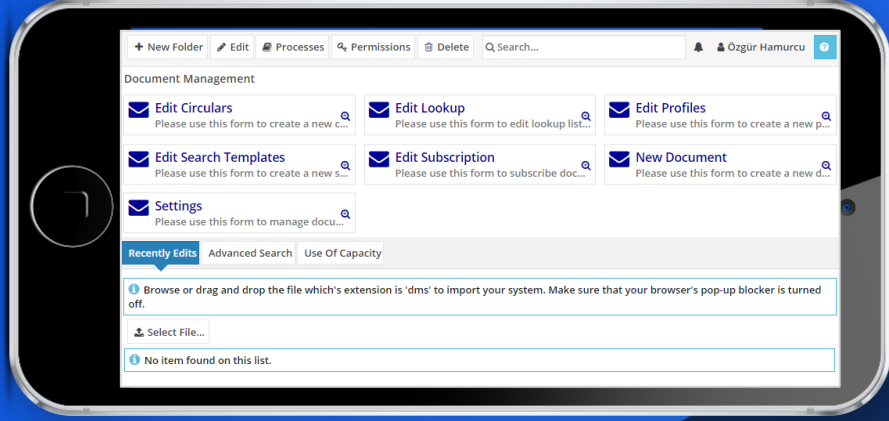 New Folder Edit Processes Permissions Delete Search... Özgür Hamurcu
Document Management
Edit Circulars Edit Lookup Edit Profiles
Please use this form to create a new c... Please use this form to edit lookup list... Please use this form to create a new p...
Edit Search Templates Edit Subscription New Document
Please use this form to create a new s... Please use this form to subscribe doc... Please use this form to create a new d...
Settings
Please use this form to manage docu...
Recently Edits Advanced Search Use Of Capacity
Browse or drag and drop the file which's extension is 'dms' to import your system. Make sure that your browser's pop-up blocker is turned
off.
Select File...
No item found on this list.